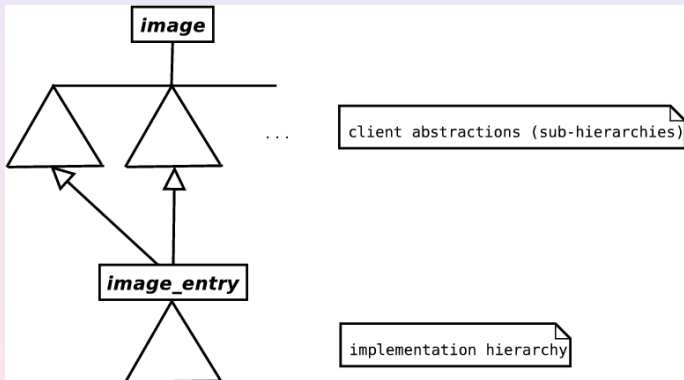 image
...
client abstractions (sub-hierarchies)
image_entry
implementation hierarchy